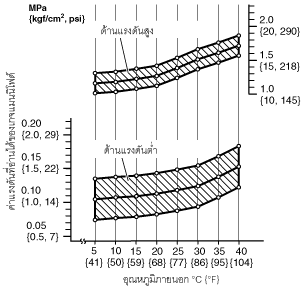 MPa
{kgf/cm², psi}
ด้านแรงดันสูง
2.0
{20, 290}
1.5
{15, 218}
1.0
{10, 145}
ค่าแรงดันที่อ่านได้ของมาตรแมนนิโฟลด์
0.20
{2.0, 29}
0.15
{1.5, 22}
0.10
{1.0, 14}
0.05
{0.5, 7}
ด้านแรงดันต่ำ
5 10 15 20 25 30 35 40
{41} {50} {59} {68} {77} {86} {95} {104}
อุณหภูมิภายนอก °C (°F)